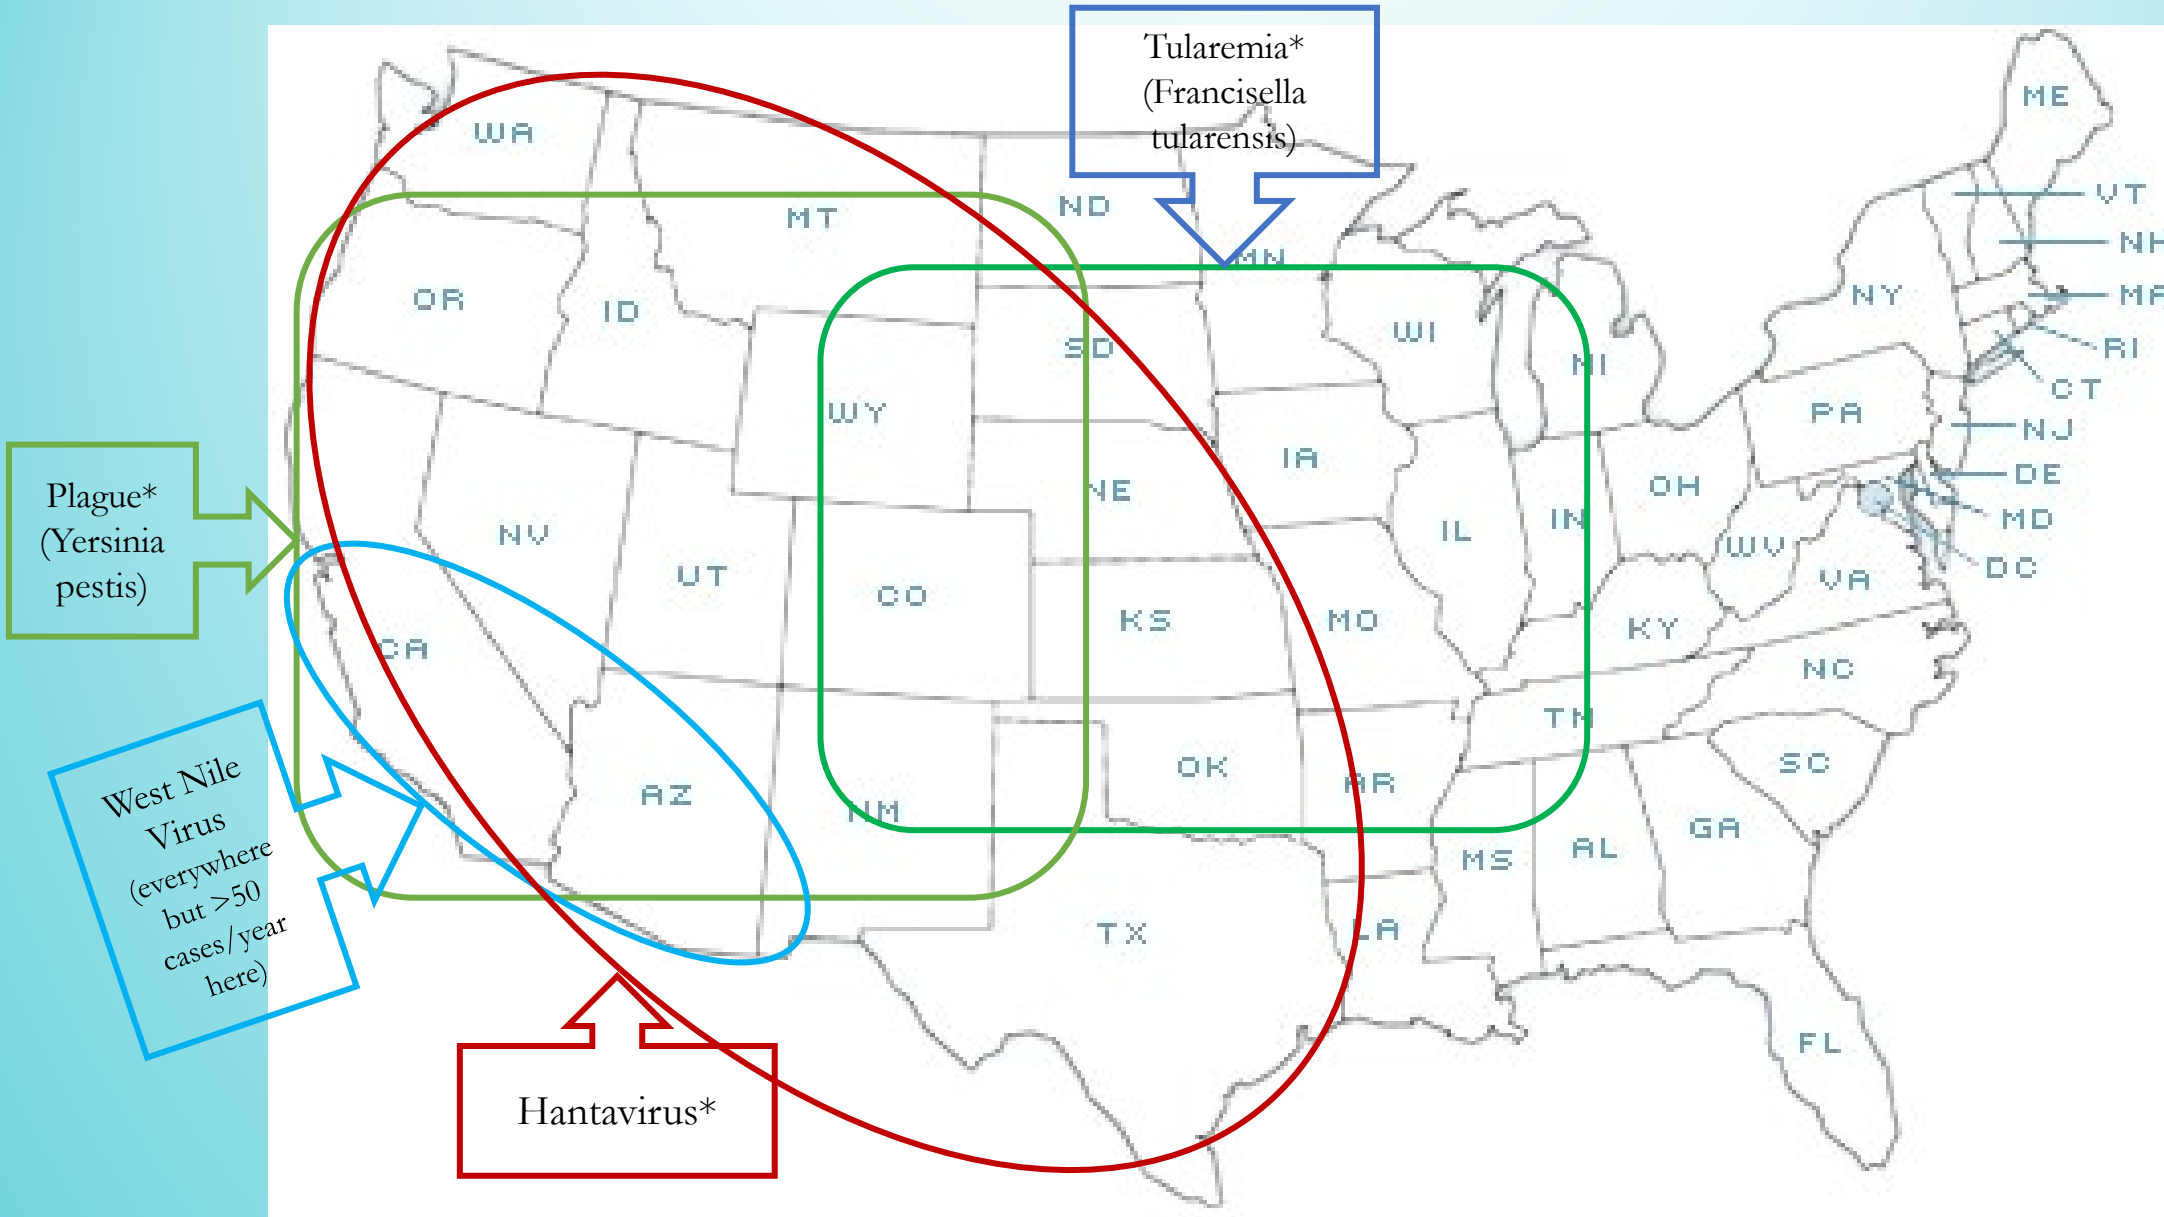 Tularemia*
(Francisella
tularensis)
ME
WA
VT
MT
ND
NH
MN
OR
ID
NY
MA
WI
SD
MI
RI
CT
WY
PA
NJ
IA
DE
Plague*
(Yersinia
pestis)
NE
OH
MD
NV
IL
IN
WV
DC
UT
VA
CO
KS
MO
KY
CA
NC
TN
West Nile
Virus
(everywhere
but >50
cases/year
here)
AZ
NM
OK
AR
SC
GA
MS
AL
TX
LA
FL
Hantavirus*